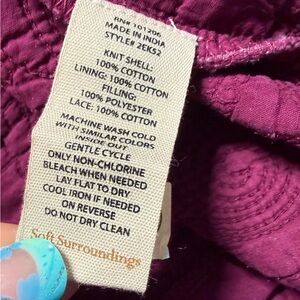 RN# 101206
MADE IN INDIA
STYLE# 2EK52
KNIT SHELL:
100% COTTON
LINING: 100% COTTON
FILLING:
100% POLYESTER
LACE: 100% COTTON
MACHINE WASH COLD
WITH SIMILAR COLORS
INSIDE OUT
GENTLE CYCLE
ONLY NON-CHLORINE
BLEACH WHEN NEEDED
LAY FLAT TO DRY
COOL IRON IF NEEDED
ON REVERSE
DO NOT DRY CLEAN
Soft Surroundings